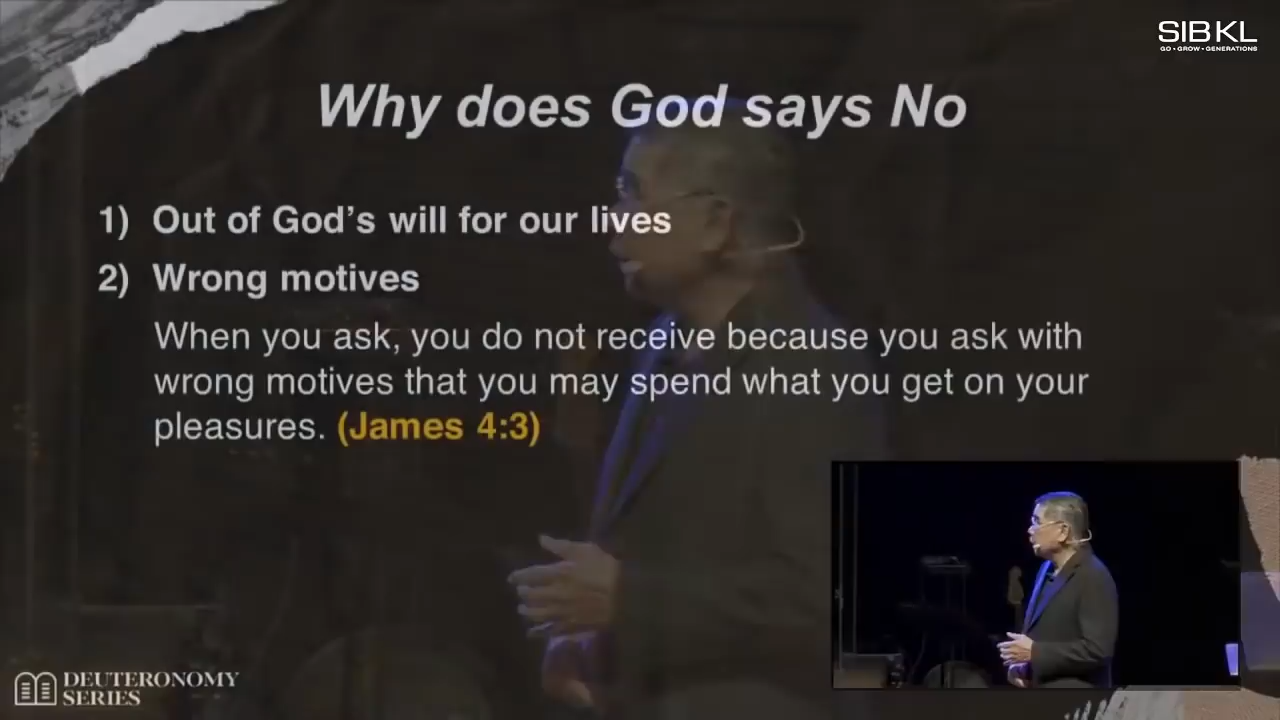 SIBKL
GO • GROW • GENERATIONS
Why does God says No
1) Out of God’s will for our lives
2) Wrong motives
When you ask, you do not receive because you ask with
wrong motives that you may spend what you get on your
pleasures. (James 4:3)
DEUTERONOMY
SERIES